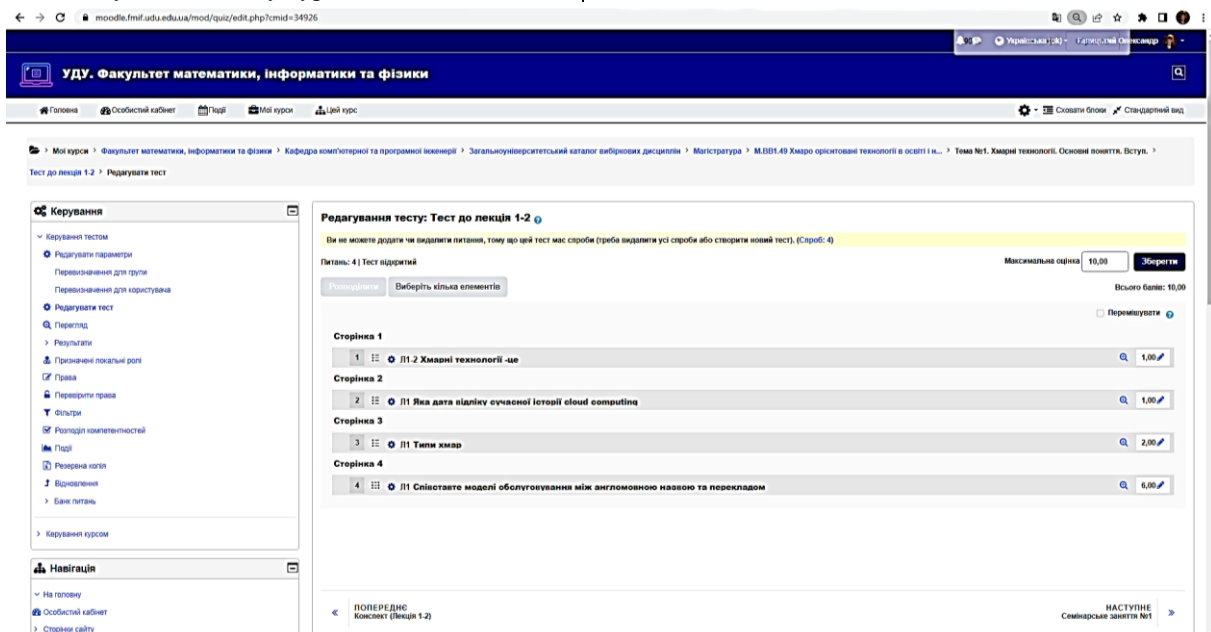 moodle.fmif.udu.edu.ua/mod/quiz/edit.php?cmid=34926
Українська (uk)
УДУ. Факультет математики, інформатики та фізики
Головна Особистий кабінет Події Мої курси Цей курс Сховати блоки Стандартний вид
Мої курси > Факультет математики, інформатики та фізики > Кафедра комп'ютерної та програмної інженерії > Загальноуніверситетський каталог вибіркових дисциплін > Магістратура > М.ВВ1.49 Хмаро орієнтовані технології в освіті і н... > Тема №1. Хмарні технології. Основні поняття. Вступ. >
Тест до лекція 1-2 > Редагувати тест
Керування
Керування тестом
Редагувати параметри
Перевизначення для групи
Перевизначення для користувача
Редагувати тест
Перегляд
Результати
Призначені локальні ролі
Права
Перевірити права
Фільтри
Розподіл компетентностей
Події
Резервна копія
Відновлення
Банк питань
Керування курсом
Навігація
На головну
Особистий кабінет
Сторінки сайту
Редагування тесту: Тест до лекція 1-2
Ви не можете додати чи видалити питання, тому що цей тест має спроби (треба видалити усі спроби або створити новий тест). (Спроб: 4)
Питань: 4 | Тест відкритий Максимальна оцінка 10,00 Зберегти
Розподілити Виберіть кілька елементів Всього балів: 10,00
Перемішувати
Сторінка 1
1 Л1.2 Хмарні технології -це 1,00
Сторінка 2
2 Л1 Яка дата відліку сучасної історії cloud computing 1,00
Сторінка 3
3 Л1 Типи хмар 2,00
Сторінка 4
4 Л1 Співставте моделі обслуговування між англомовною назвою та перекладом 6,00
ПОПЕРЕДНЄ НАСТУПНЕ
Конспект (Лекція 1-2) Семінарське заняття №1